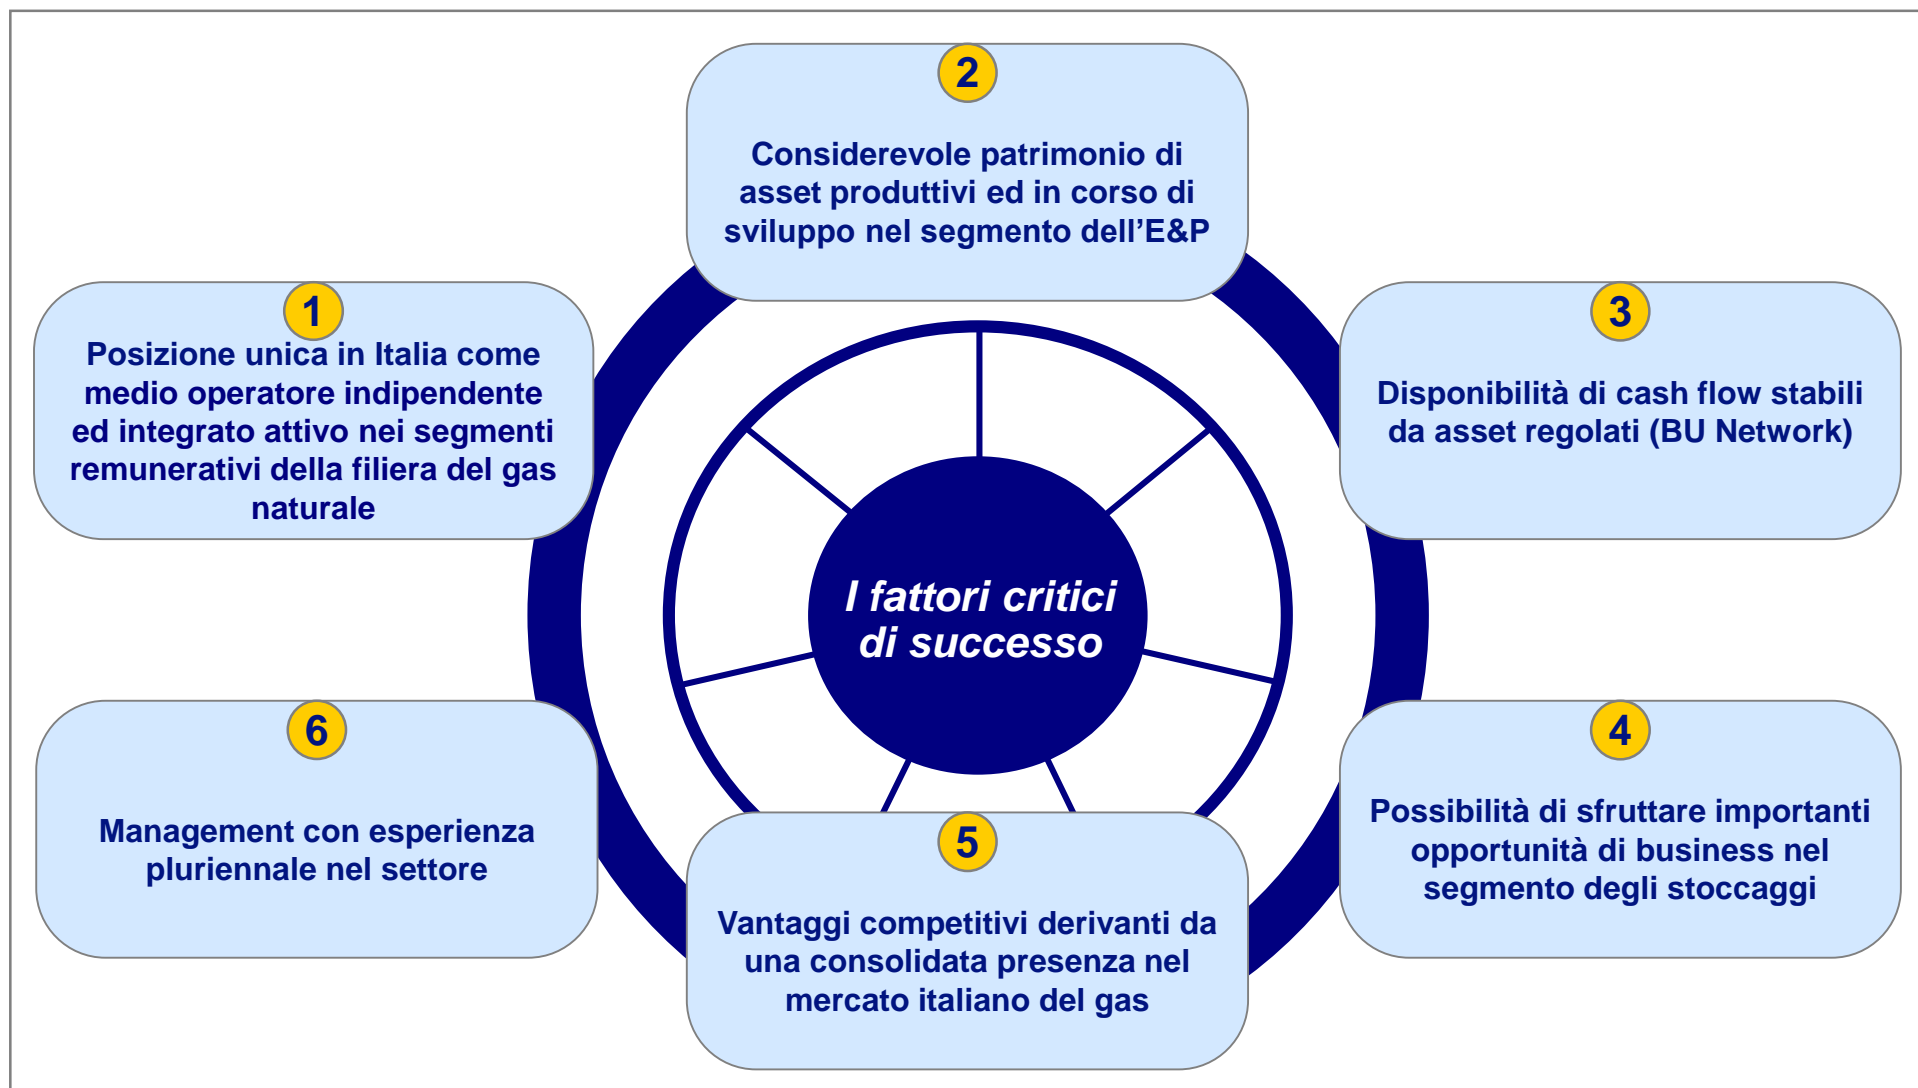 1
Posizione unica in Italia come
medio operatore indipendente
ed integrato attivo nei segmenti
remunerativi della filiera del gas
naturale
2
Considerevole patrimonio di
asset produttivi ed in corso di
sviluppo nel segmento dell’E&P
3
Disponibilità di cash flow stabili
da asset regolati (BU Network)
I fattori critici
di successo
4
Possibilità di sfruttare importanti
opportunità di business nel
segmento degli stoccaggi
5
Vantaggi competitivi derivanti da
una consolidata presenza nel
mercato italiano del gas
6
Management con esperienza
pluriennale nel settore